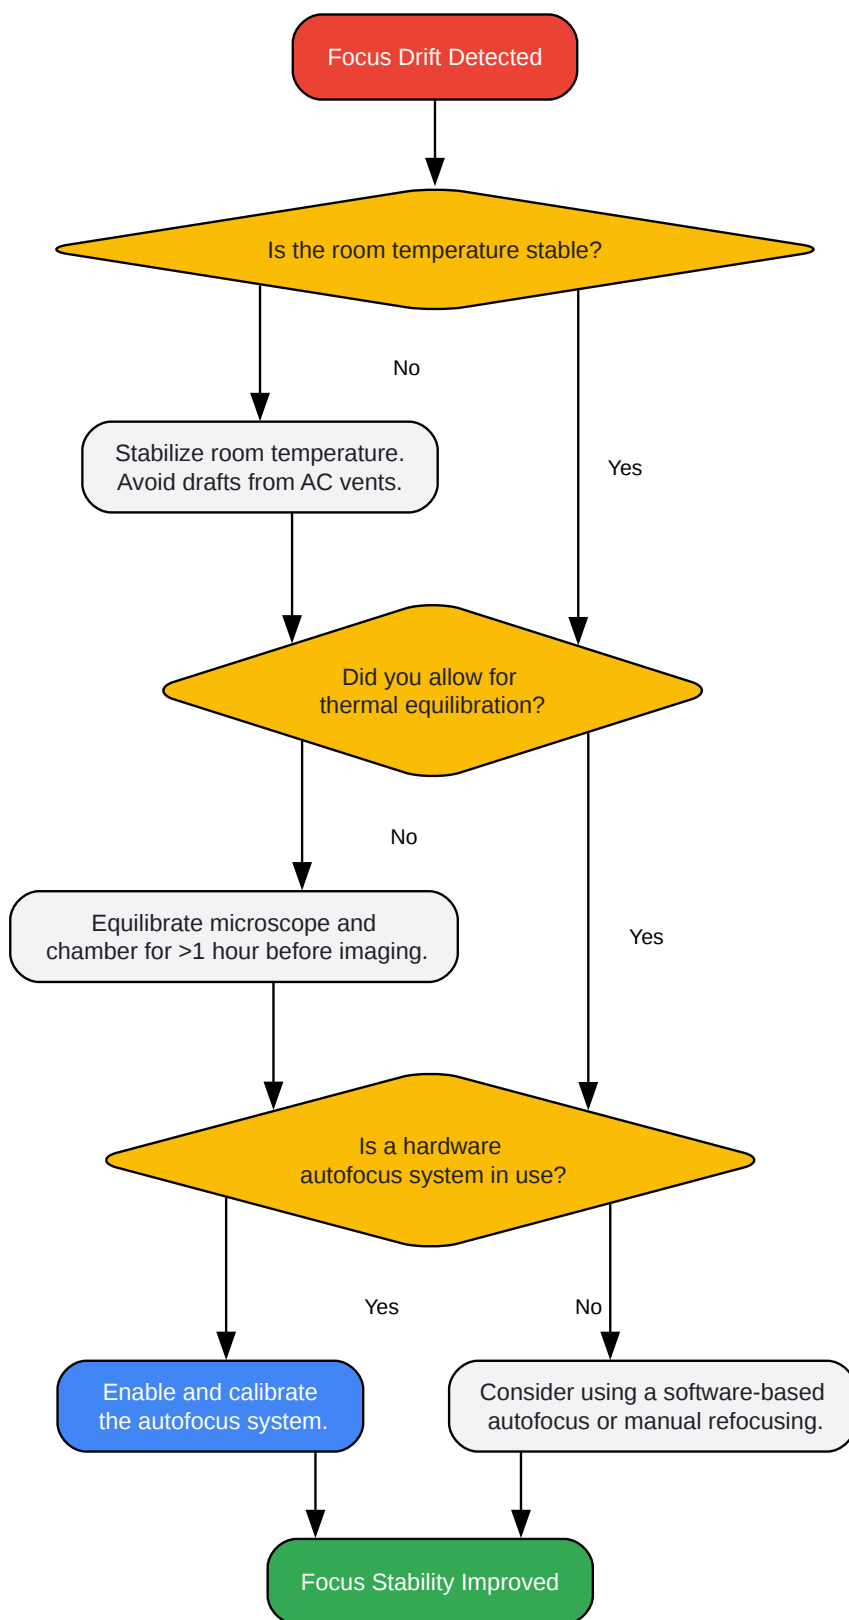 Focus Drift Detected
Is the room temperature stable?
No
Stabilize room temperature.
Avoid drafts from AC vents.
Yes
Did you allow for
thermal equilibration?
No
Equilibrate microscope and
chamber for >1 hour before imaging.
Yes
Is a hardware
autofocus system in use?
Yes
No
Enable and calibrate
the autofocus system.
Consider using a software-based
autofocus or manual refocusing.
Focus Stability Improved